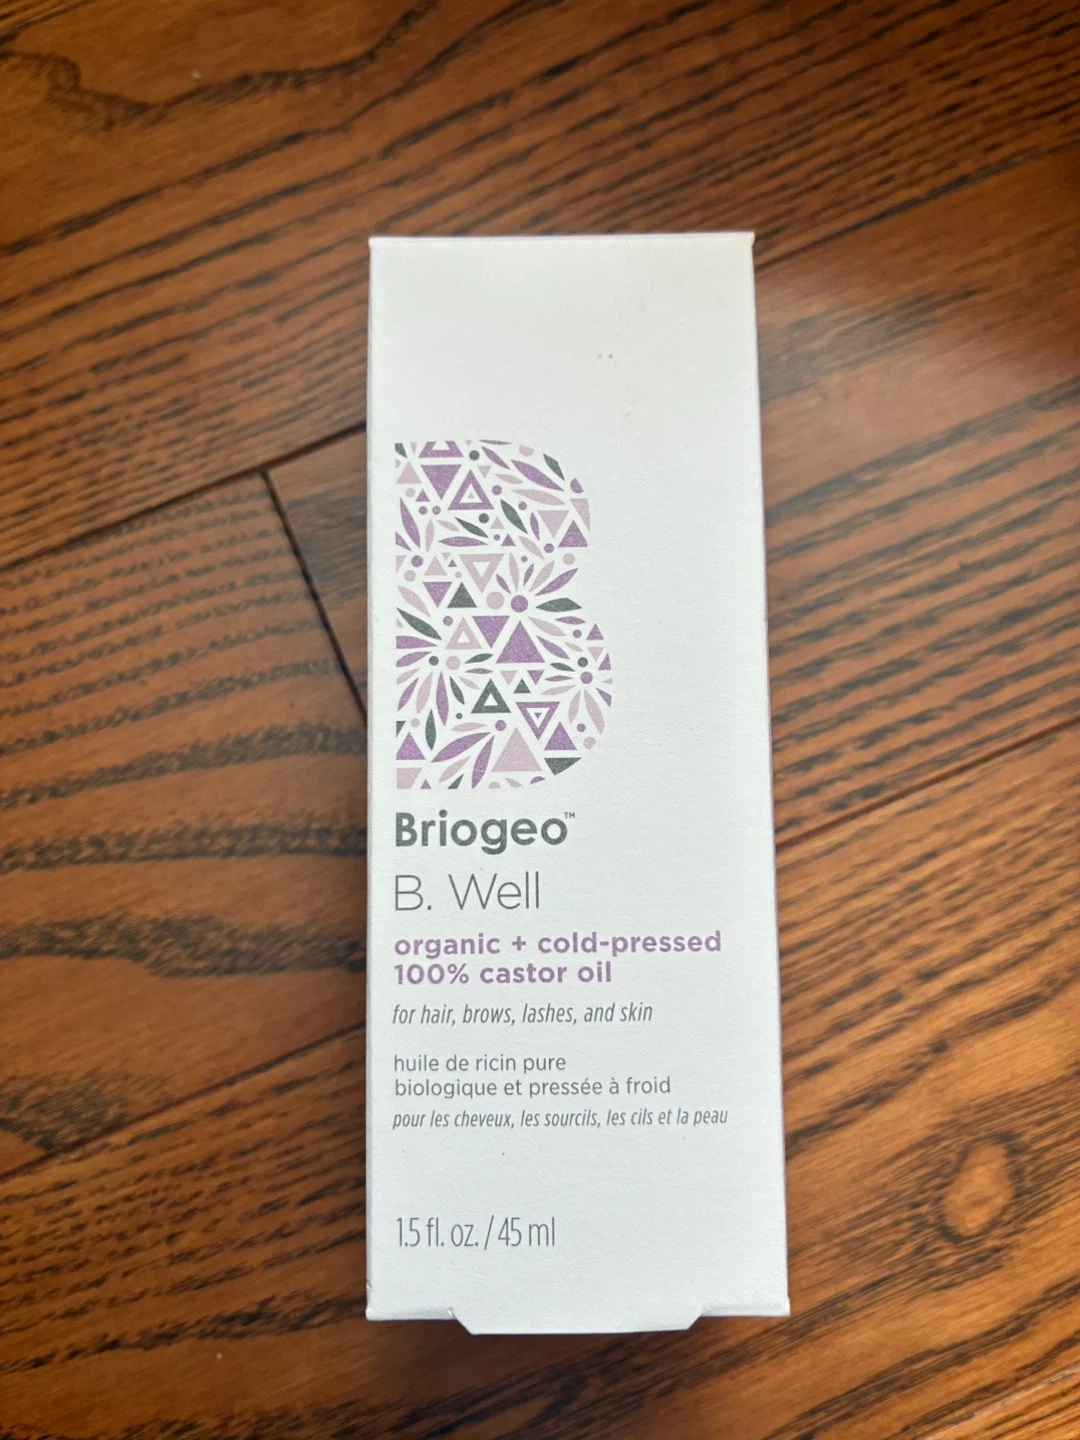 Briogeo™
B. Well
organic + cold-pressed
100% castor oil
for hair, brows, lashes, and skin
huile de ricin pure
biologique et pressée à froid
pour les cheveux, les sourcils, les cils et la peau
1.5 fl. oz. / 45 ml